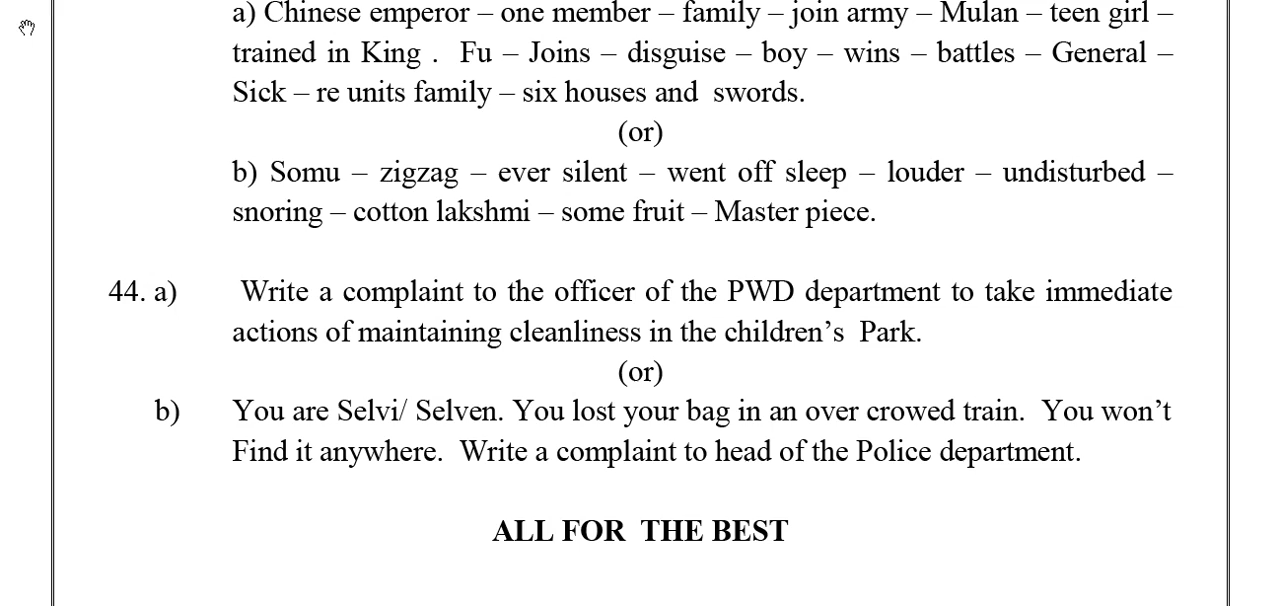 a) Chinese emperor – one member – family – join army – Mulan – teen girl –
trained in King . Fu – Joins – disguise – boy – wins – battles – General –
Sick – re units family – six houses and swords.
(or)
b) Somu – zigzag – ever silent – went off sleep – louder – undisturbed –
snoring – cotton lakshmi – some fruit – Master piece.
44. a) Write a complaint to the officer of the PWD department to take immediate
actions of maintaining cleanliness in the children’s Park.
(or)
b) You are Selvi/ Selven. You lost your bag in an over crowed train. You won’t
Find it anywhere. Write a complaint to head of the Police department.
ALL FOR THE BEST